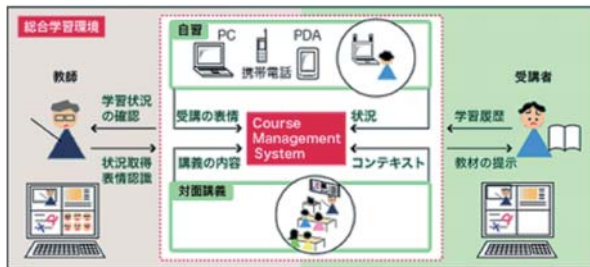 総合学習環境
自習
PC
携帯電話
PDA
教師
受講者
学習状況
の確認
状況取得
表情認識
受講の表情
講義の内容
Course
Management
System
状況
コンテキスト
学習履歴
教材の提示
対面講義